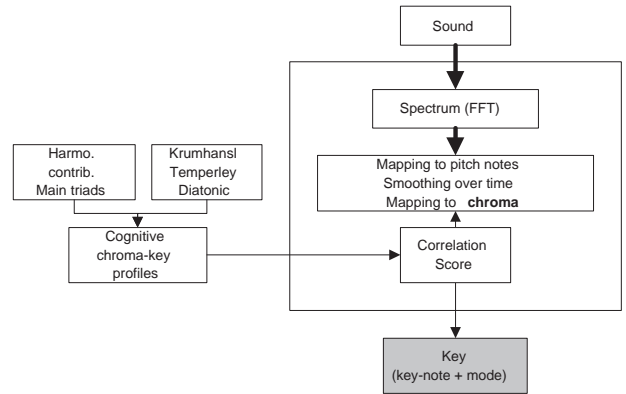 Sound
Spectrum (FFT)
Harmo.
contrib.
Main triads
Krumhansl
Temperley
Diatonic
Mapping to pitch notes
Smoothing over time
Mapping to chroma
Cognitive
chroma-key
profiles
Correlation
Score
Key
(key-note + mode)